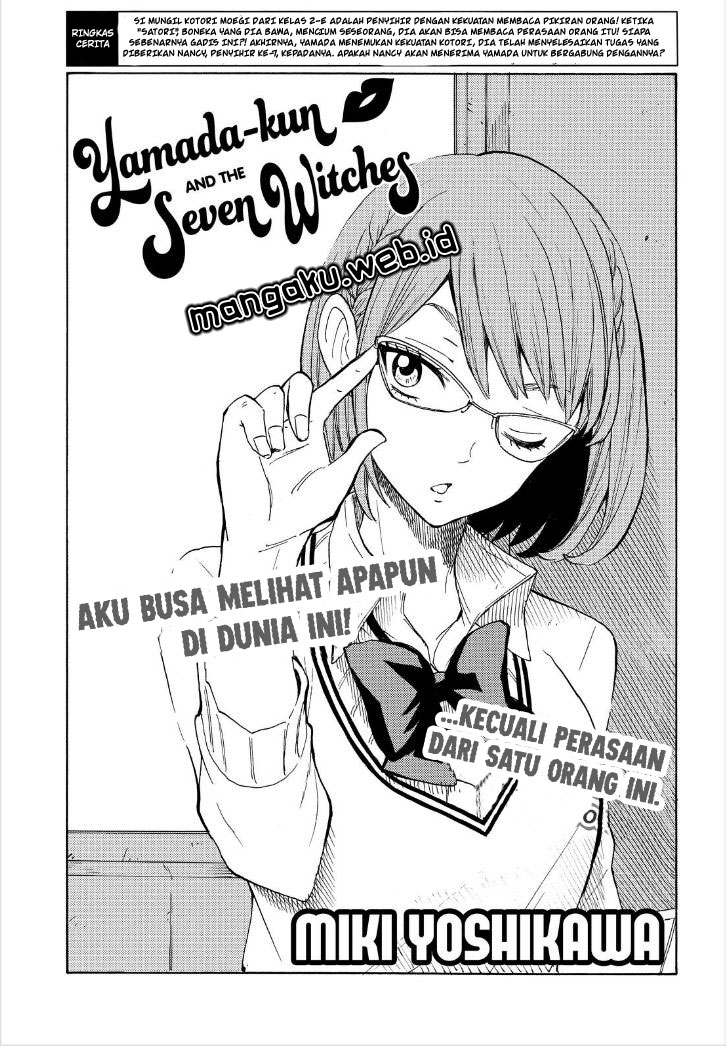 RINGKAS
CERITA
SI MUNGIL KOTORI MOEGI DARI KELAS 2-E ADALAH PENYIHIR DENGAN KEKUATAN MEMBACA PIKIRAN ORANG! KETIKA
"SATORI", BONEKA YANG DIA BAWA, MENCIUM SESEORANG, DIA AKAN BISA MEMBACA PERASAAN ORANG ITU! SIAPA
SEBENARNYA GADIS INI?! AKHIRNYA, YAMADA MENEMUKAN KEKUATAN KOTORI, DIA TELAH MENYELESAIKAN TUGAS YANG
DIBERIKAN NANCY, PENYIHIR KE-7, KEPADANYA. APAKAH NANCY AKAN MENERIMA YAMADA UNTUK BERGABUNG DENGANNYA?
Yamada-kun
AND THE
Seven Witches
mangaku.web.id
AKU BUSA MELIHAT APAPUN
DI DUNIA INI!
...KECUALI PERASAAN
DARI SATU ORANG INI.
MIKI YOSHIKAWA